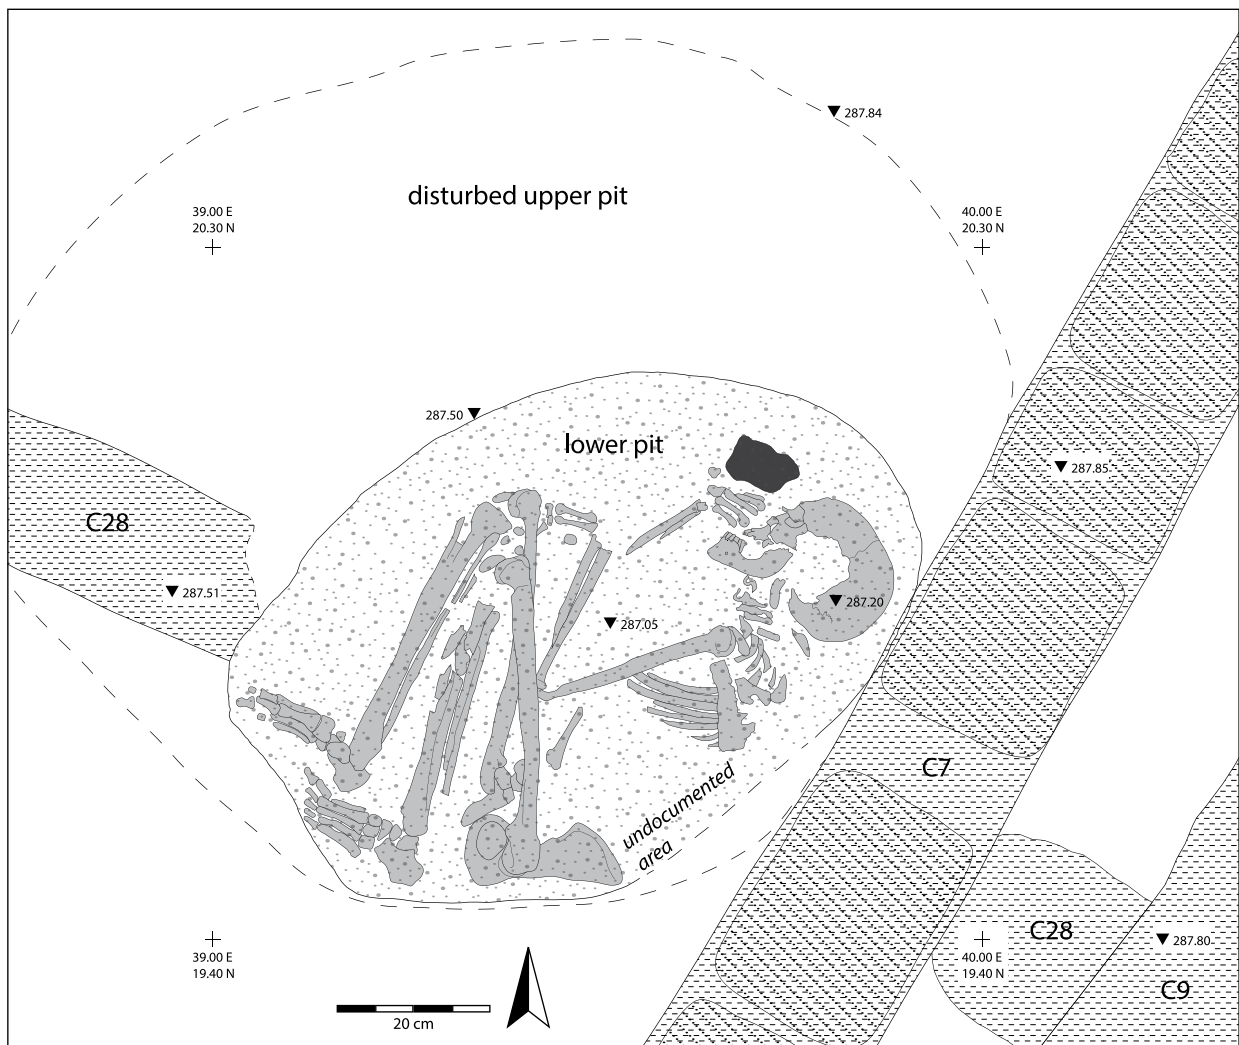 287.84
disturbed upper pit
39.00 E
20.30 N
40.00 E
20.30 N
287.50
lower pit
287.85
C28
287.51
287.20
287.05
C7
undocumented
area
C28
287.80
39.00 E
19.40 N
40.00 E
19.40 N
C9
20 cm